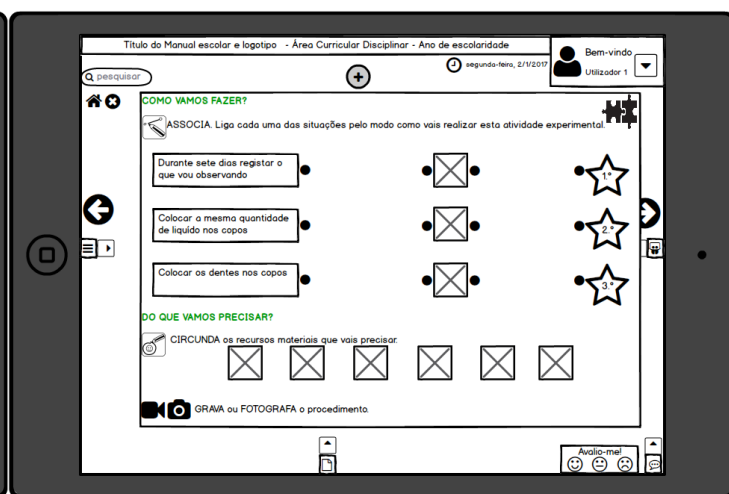 Título do Manual escolar e logotipo - Área Curricular Disciplinar - Ano de escolaridade
Bem-vindo
Utilizador 1
segunda-feira, 2/1/2017
pesquisar
COMO VAMOS FAZER?
ASSOCIA. Liga cada uma das situações pelo modo como vais realizar esta atividade experimental.
Durante sete dias registar o
que vou observando
1.º
Colocar a mesma quantidade
de líquido nos copos
2.º
Colocar os dentes nos copos
3.º
DO QUE VAMOS PRECISAR?
CIRCUNDA os recursos materiais que vais precisar.
GRAVA ou FOTOGRAFA o procedimento.
Avalio-me!